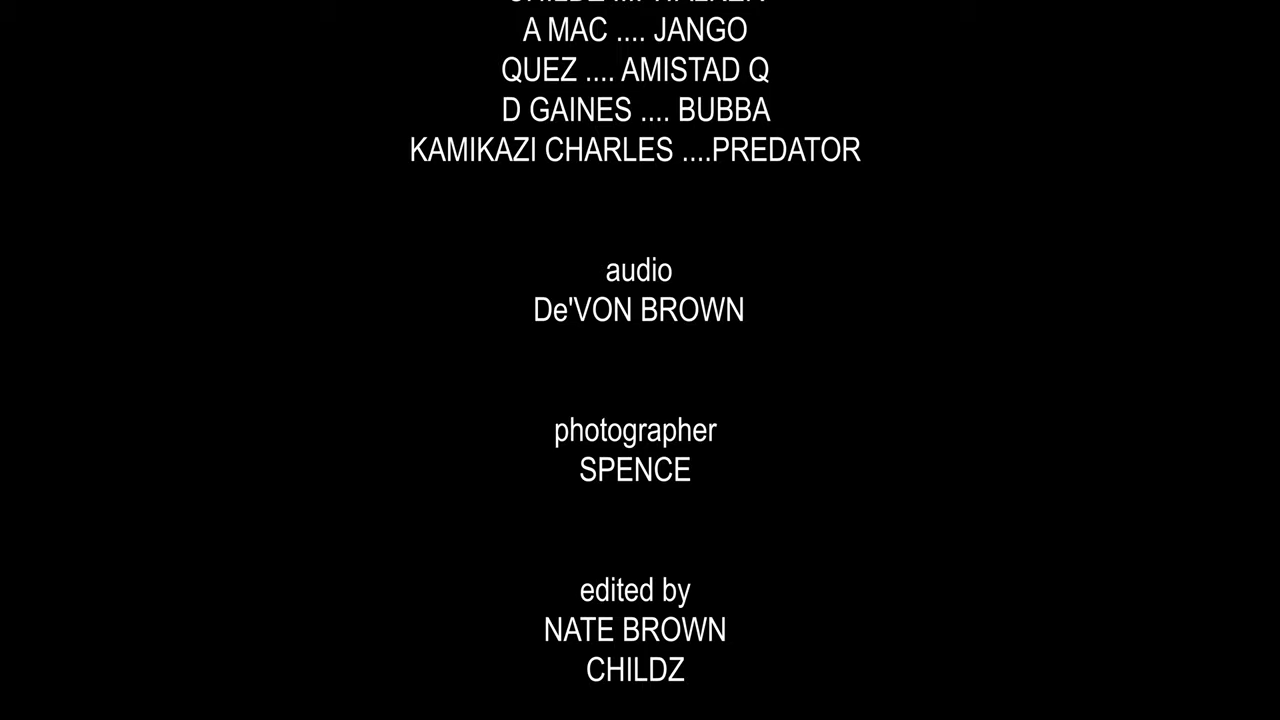 A MAC .... JANGO
QUEZ .... AMISTAD Q
D GAINES .... BUBBA
KAMIKAZI CHARLES ....PREDATOR
audio
De'VON BROWN
photographer
SPENCE
edited by
NATE BROWN
CHILDZ